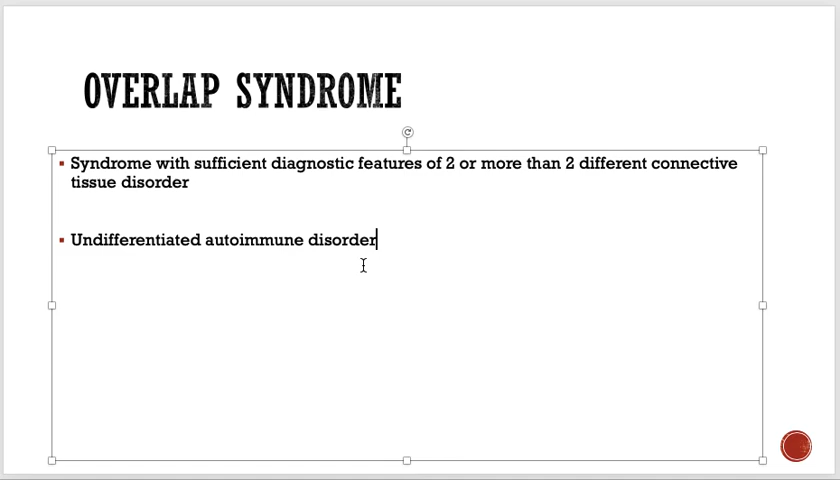 OVERLAP SYNDROME
▪ Syndrome with sufficient diagnostic features of 2 or more than 2 different connective
tissue disorder
▪ Undifferentiated autoimmune disorder